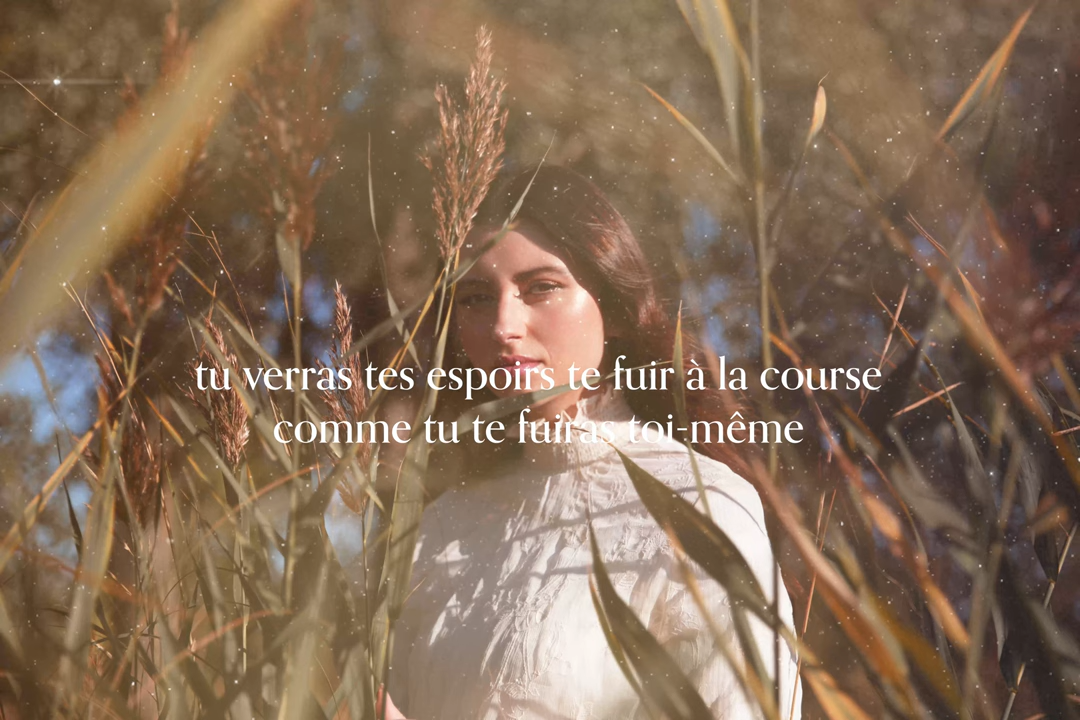 tu verras tes espoirs te fuir à la course
comme tu te fuiras toi-même